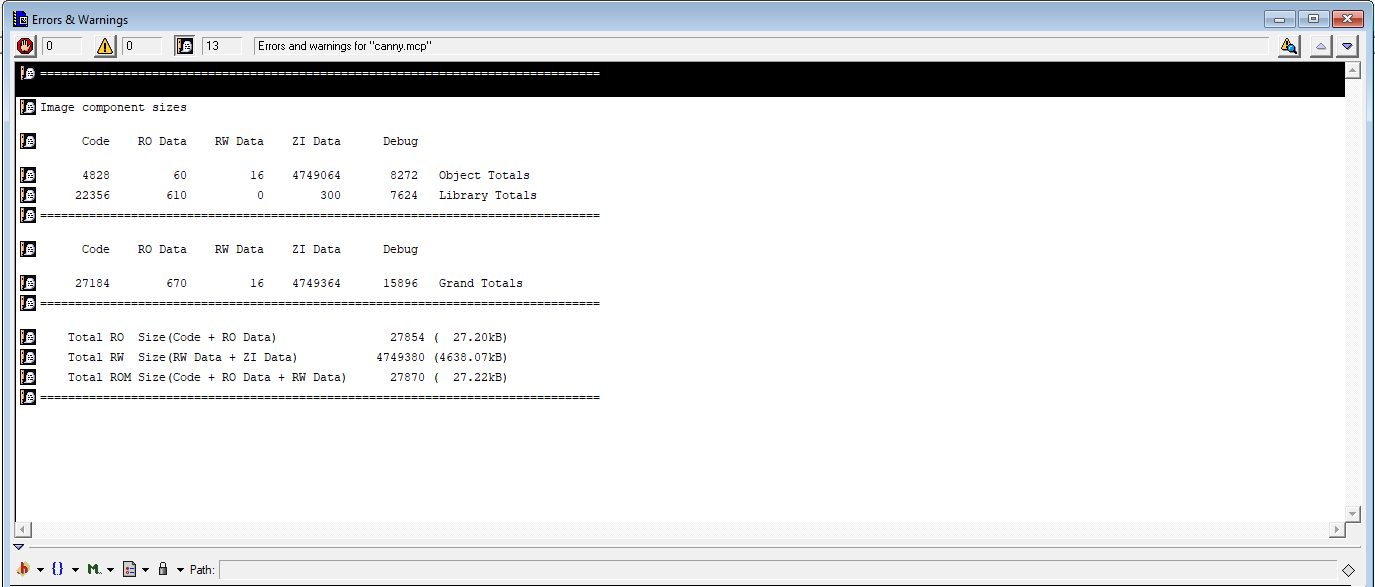 Errors & Warnings
0 0 13 Errors and warnings for "canny.mcp"
================================================================================
Image component sizes
Code RO Data RW Data ZI Data Debug
4828 60 16 4749064 8272 Object Totals
22356 610 0 300 7624 Library Totals
================================================================================
Code RO Data RW Data ZI Data Debug
27184 670 16 4749364 15896 Grand Totals
================================================================================
Total RO Size(Code + RO Data) 27854 ( 27.20kB)
Total RW Size(RW Data + ZI Data) 4749380 (4638.07kB)
Total ROM Size(Code + RO Data + RW Data) 27870 ( 27.22kB)
================================================================================
h {} M. Path: